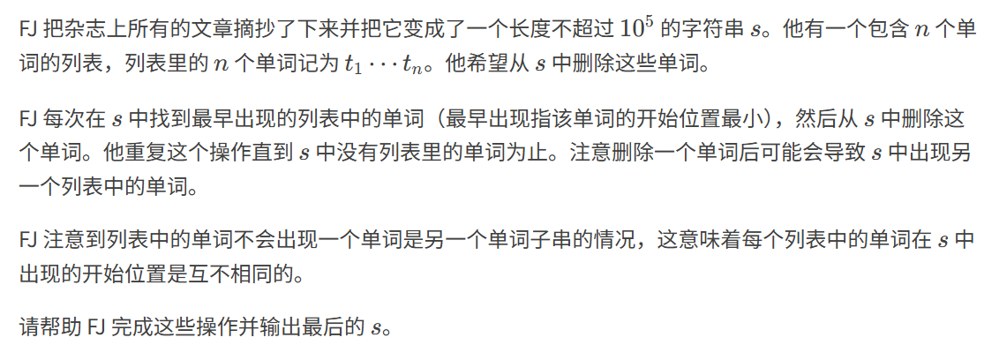 FJ 把杂志上所有的文章摘抄了下来并把它变成了一个长度不超过 10⁵ 的字符串 s。他有一个包含 n 个单
词的列表，列表里的 n 个单词记为 t₁ ⋯ tₙ。他希望从 s 中删除这些单词。
FJ 每次在 s 中找到最早出现的列表中的单词（最早出现指该单词的开始位置最小），然后从 s 中删除这
个单词。他重复这个操作直到 s 中没有列表里的单词为止。注意删除一个单词后可能会导致 s 中出现另
一个列表中的单词。
FJ 注意到列表中的单词不会出现一个单词是另一个单词子串的情况，这意味着每个列表中的单词在 s 中
出现的开始位置是互不相同的。
请帮助 FJ 完成这些操作并输出最后的 s。